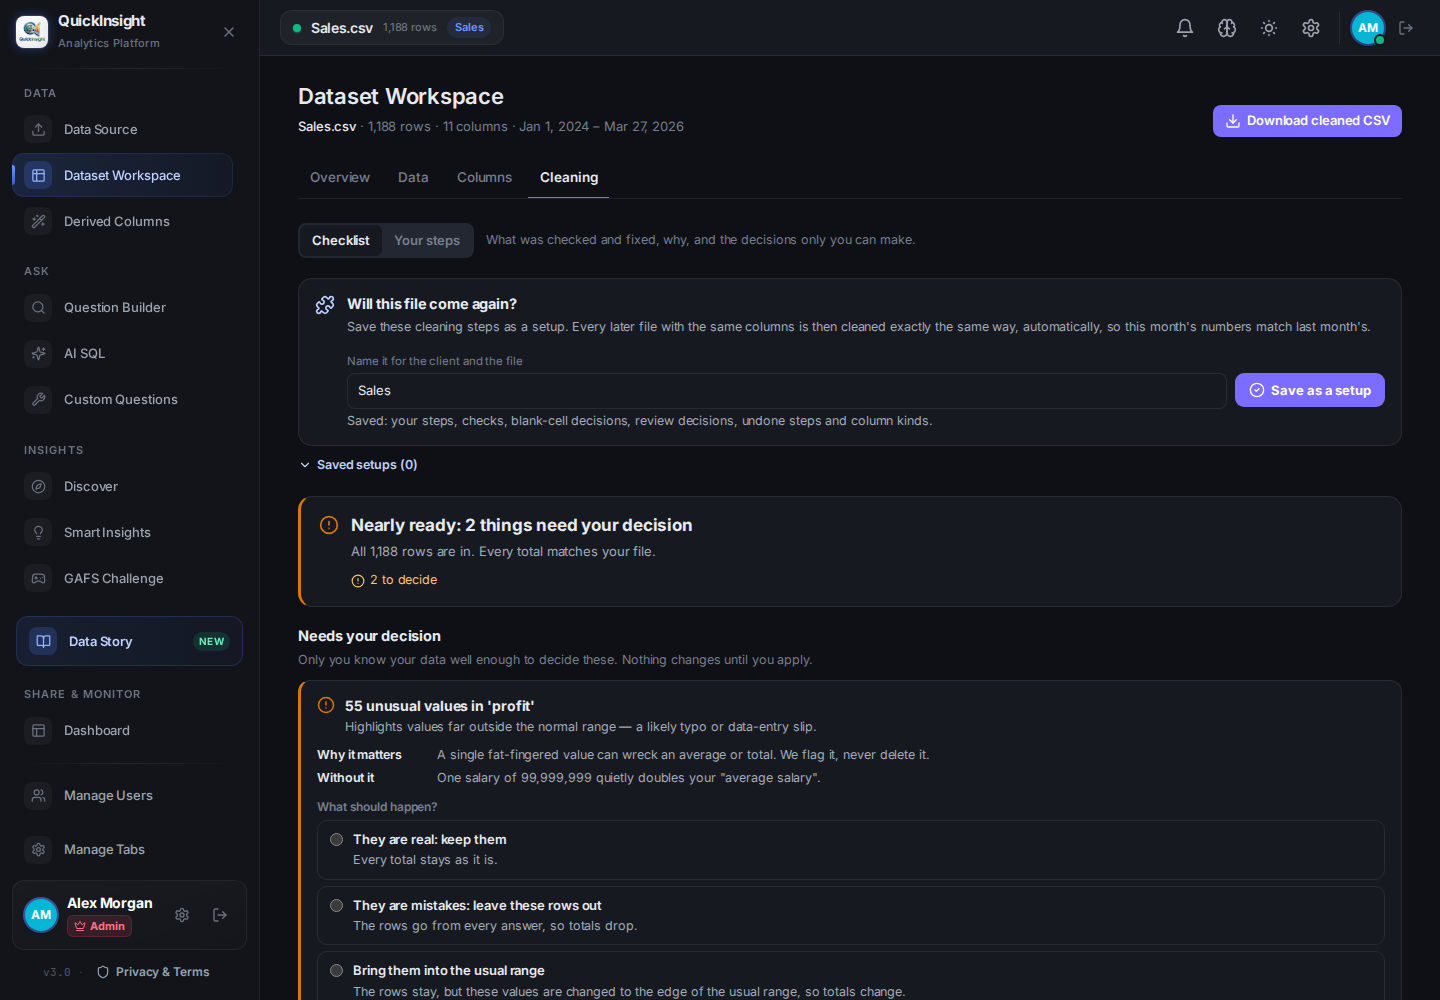 QuickInsight
Analytics Platform
DATA
Data Source
Dataset Workspace
Derived Columns
ASK
Question Builder
AI SQL
Custom Questions
INSIGHTS
Discover
Smart Insights
GAFS Challenge
Data Story NEW
SHARE & MONITOR
Dashboard
Manage Users
Manage Tabs
AM Alex Morgan
Admin
v3.0 · Privacy & Terms
Sales.csv 1,188 rows Sales
AM
Dataset Workspace
Sales.csv · 1,188 rows · 11 columns · Jan 1, 2024 – Mar 27, 2026
Download cleaned CSV
Overview Data Columns Cleaning
Checklist Your steps What was checked and fixed, why, and the decisions only you can make.
Will this file come again?
Save these cleaning steps as a setup. Every later file with the same columns is then cleaned exactly the same way, automatically, so this month's numbers match last month's.
Name it for the client and the file
Sales
Save as a setup
Saved: your steps, checks, blank-cell decisions, review decisions, undone steps and column kinds.
Saved setups (0)
Nearly ready: 2 things need your decision
All 1,188 rows are in. Every total matches your file.
2 to decide
Needs your decision
Only you know your data well enough to decide these. Nothing changes until you apply.
55 unusual values in 'profit'
Highlights values far outside the normal range — a likely typo or data-entry slip.
Why it matters A single fat-fingered value can wreck an average or total. We flag it, never delete it.
Without it One salary of 99,999,999 quietly doubles your "average salary".
What should happen?
They are real: keep them
Every total stays as it is.
They are mistakes: leave these rows out
The rows go from every answer, so totals drop.
Bring them into the usual range
The rows stay, but these values are changed to the edge of the usual range, so totals change.